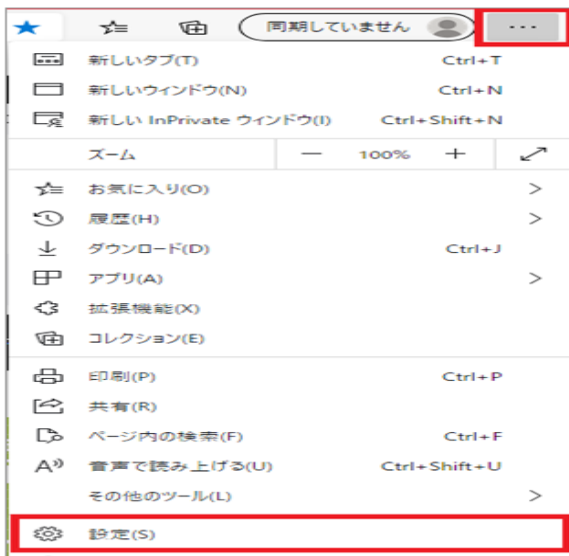 同期していません ...
新しいタブ(T) Ctrl+T
新しいウィンドウ(N) Ctrl+N
新しい InPrivate ウィンドウ(I) Ctrl+Shift+N
ズーム — 100% +
お気に入り(O) >
履歴(H) >
ダウンロード(D) Ctrl+J
アプリ(A) >
拡張機能(X)
コレクション(E)
印刷(P) Ctrl+P
共有(R)
ページ内の検索(F) Ctrl+F
音声で読み上げる(U) Ctrl+Shift+U
その他のツール(L) >
設定(S)